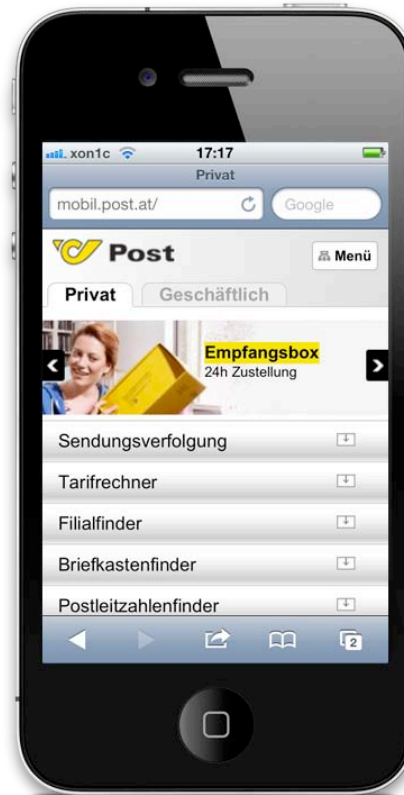 xon1c 17:17
Privat
mobil.post.at/ Google
Post Menü
Privat Geschäftlich
Empfangsbox
24h Zustellung
Sendungsverfolgung
Tarifrechner
Filialfinder
Briefkastenfinder
Postleitzahlenfinder
2